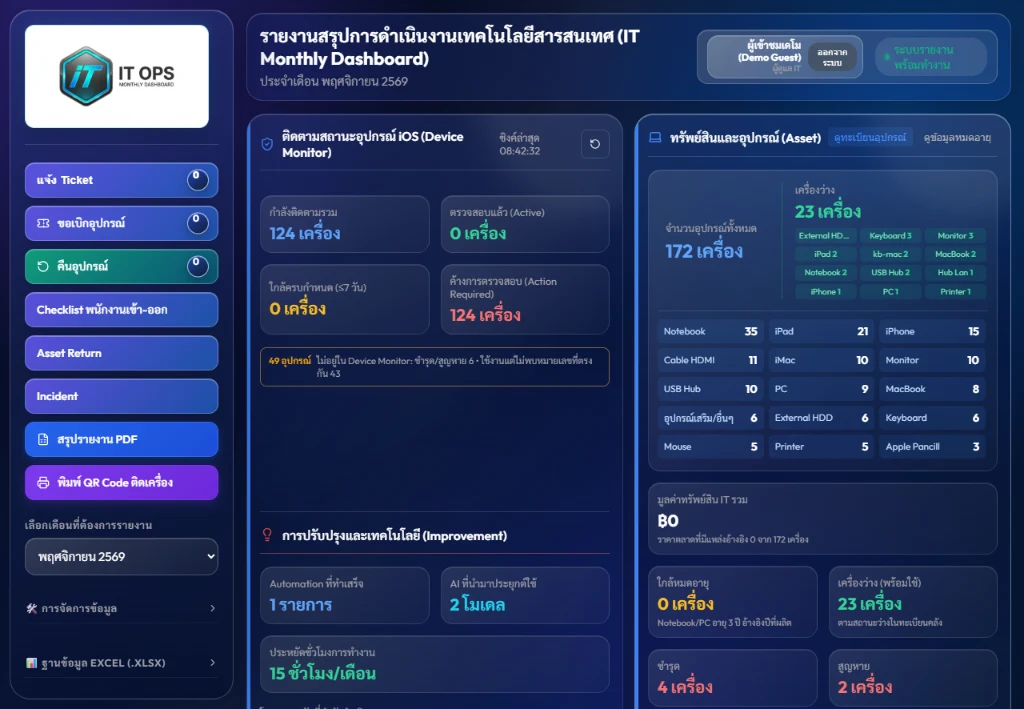 IT OPS
MONTHLY DASHBOARD
แจ้ง Ticket
0
ขอเบิกอุปกรณ์
0
คืนอุปกรณ์
0
Checklist พนักงานเข้า-ออก
Asset Return
Incident
สรุปรายงาน PDF
พิมพ์ QR Code ติดเครื่อง
เลือกเดือนที่ต้องการรายงาน
พฤศจิกายน 2569
🛠️ การจัดการข้อมูล
📊 ฐานข้อมูล EXCEL (.XLSX)
รายงานสรุปการดำเนินงานเทคโนโลยีสารสนเทศ (IT
Monthly Dashboard)
ประจำเดือน พฤศจิกายน 2569
ผู้เข้าชมเดโม
(Demo Guest)
ผู้ดูแล IT
ออกจาก
ระบบ
ระบบรายงาน
พร้อมทำงาน
ติดตามสถานะอุปกรณ์ iOS (Device
Monitor)
ซิงค์ล่าสุด
08:42:32
กำลังติดตามรวม
124 เครื่อง
ตรวจสอบแล้ว (Active)
0 เครื่อง
ใกล้ครบกำหนด (≤7 วัน)
0 เครื่อง
ค้างการตรวจสอบ (Action
Required)
124 เครื่อง
49 อุปกรณ์ ไม่อยู่ใน Device Monitor: ชำรุด/สูญหาย 6 • ใช้งานแต่ไม่พบหมายเลขที่ตรง
กัน 43
การปรับปรุงและเทคโนโลยี (Improvement)
Automation ที่ทำสำเร็จ
1 รายการ
AI ที่นำมาประยุกต์ใช้
2 โมเดล
ประหยัดชั่วโมงการทำงาน
15 ชั่วโมง/เดือน
ทรัพย์สินและอุปกรณ์ (Asset)
ดูทะเบียนอุปกรณ์
ดูข้อมูลหมดอายุ
จำนวนอุปกรณ์ทั้งหมด
172 เครื่อง
เครื่องว่าง
23 เครื่อง
External HD... Keyboard 3 Monitor 3
iPad 2 kb-mac 2 MacBook 2
Notebook 2 USB Hub 2 Hub Lan 1
iPhone 1 PC 1 Printer 1
Notebook 35 iPad 21 iPhone 15
Cable HDMI 11 iMac 10 Monitor 10
USB Hub 10 PC 9 MacBook 8
อุปกรณ์เสริม/อื่นๆ 6 External HDD 6 Keyboard 6
Mouse 5 Printer 5 Apple Pancill 3
มูลค่าทรัพย์สิน IT รวม
฿0
ราคาตลาดที่มีแหล่งอ้างอิง 0 จาก 172 เครื่อง
ใกล้หมดอายุ
0 เครื่อง
Notebook/PC อายุ 3 ปี อ้างอิงปีที่ผลิต
เครื่องว่าง (พร้อมใช้)
23 เครื่อง
ตามสถานะว่างในทะเบียนคลัง
ชำรุด
4 เครื่อง
สูญหาย
2 เครื่อง